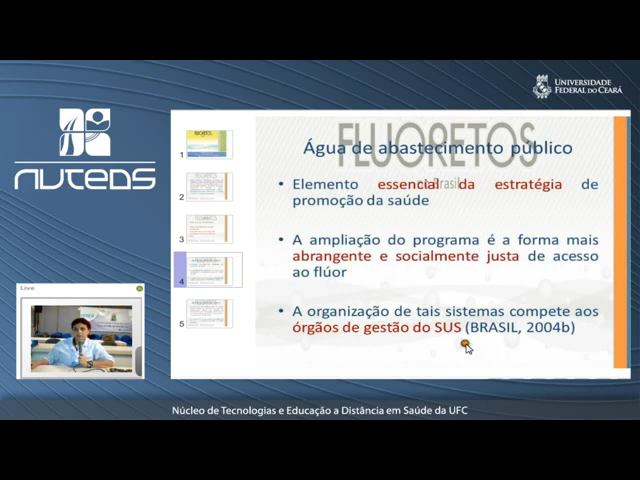 UNIVERSIDADE
FEDERAL DO CEARÁ
NUTEDS
FLUORETOS
no Brasil
Água de abastecimento público
• Elemento essencial da estratégia de
promoção da saúde
• A ampliação do programa é a forma mais
abrangente e socialmente justa de acesso
ao flúor
• A organização de tais sistemas compete aos
órgãos de gestão do SUS (BRASIL, 2004b)
1
2
3
4
5
Live
Núcleo de Tecnologias e Educação a Distância em Saúde da UFC